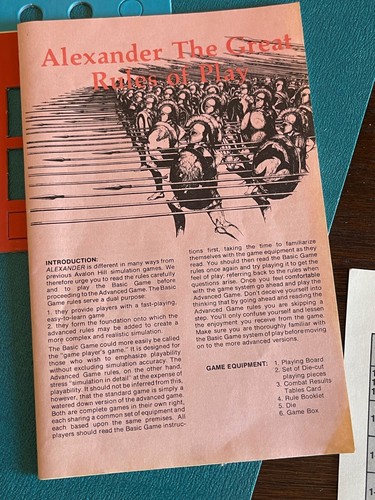 Alexander The Great
Rules of Play
INTRODUCTION:
ALEXANDER is different in many ways from
previous Avalon Hill simulation games. We
therefore urge you to read the rules carefully
and to play the Basic Game before
proceeding to the Advanced Game. The Basic
Game rules serve a dual purpose:
1. they provide players with a fast-playing,
easy-to-learn game
2. they form the foundation onto which the
advanced rules may be added to create a
more complex and realistic simulation.
The Basic Game could more easily be called
the "game player's game." It is designed for
those who wish to emphasize playability
without excluding simulation accuracy. The
Advanced Game rules, on the other hand,
stress "simulation in detail" at the expense of
playability. It should not be inferred from this,
however, that the standard game is simply a
watered down version of the advanced game.
Both are complete games in their own right,
each sharing a common set of equipment and
each based upon the same premises. All
players should read the Basic Game instruc-
tions first, taking the time to familiarize
themselves with the game equipment as they
read. You should then read the Basic Game
rules once again and try playing it to get the
feel of play; referring back to the rules when
questions arise. Once you feel comfortable
with the game system go ahead and play the
Advanced Game. Don't deceive yourself into
thinking that by going ahead and reading the
Advanced Game rules you are skipping a
step. You'll only confuse yourself and lessen
the enjoyment you receive from the game.
Make sure you are thoroughly familiar with
the Basic Game system of play before moving
on to the more advanced versions.
GAME EQUIPMENT: 1. Playing Board
2. Set of Die-cut
playing pieces
3. Combat Results
Tables Card
4. Rule Booklet
5. Die
6. Game Box